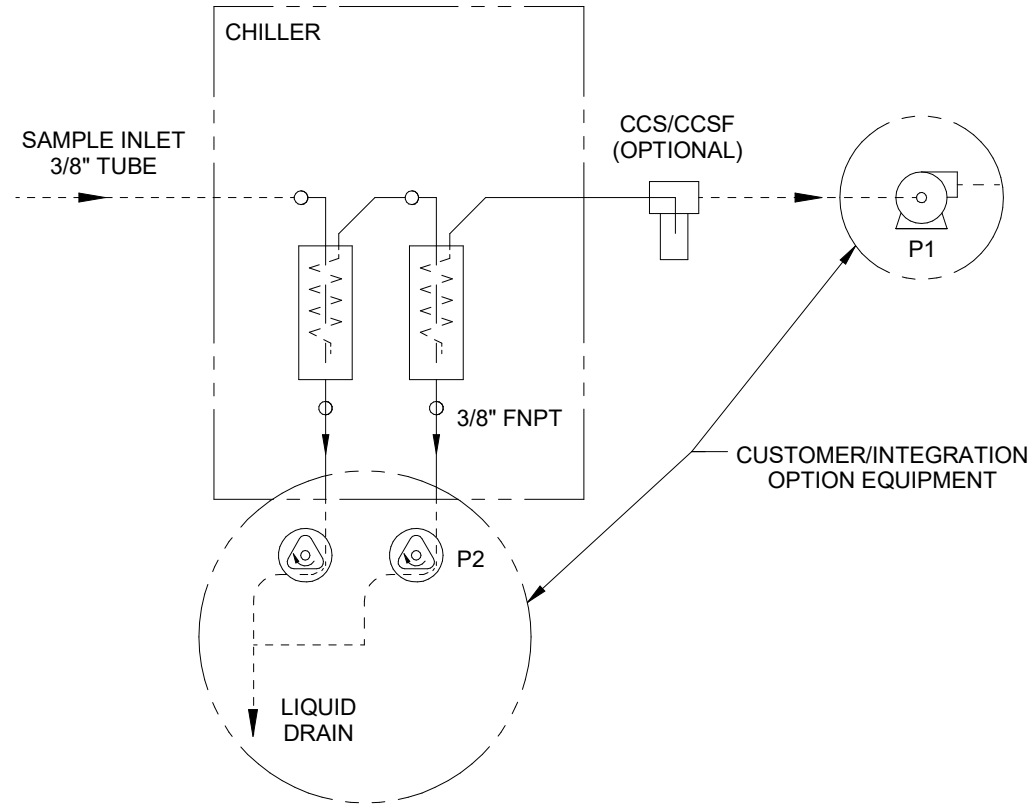 CHILLER
SAMPLE INLET
3/8" TUBE
CCS/CCSF
(OPTIONAL)
P1
3/8" FNPT
CUSTOMER/INTEGRATION
OPTION EQUIPMENT
P2
LIQUID
DRAIN